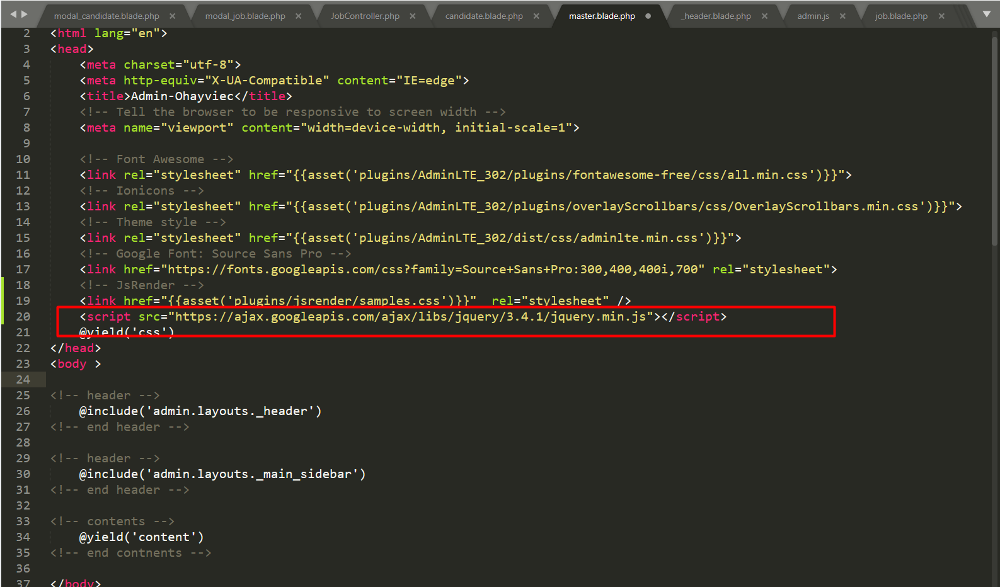 modal_candidate.blade.php × modal_job.blade.php × JobController.php × candidate.blade.php × master.blade.php _header.blade.php × admin.js × job.blade.php ×
2 <html lang="en">
3 <head>
4 <meta charset="utf-8">
5 <meta http-equiv="X-UA-Compatible" content="IE=edge">
6 <title>Admin-Ohayviec</title>
7 <!-- Tell the browser to be responsive to screen width -->
8 <meta name="viewport" content="width=device-width, initial-scale=1">
9
10 <!-- Font Awesome -->
11 <link rel="stylesheet" href="{{asset('plugins/AdminLTE_302/plugins/fontawesome-free/css/all.min.css')}}">
12 <!-- Ionicons -->
13 <link rel="stylesheet" href="{{asset('plugins/AdminLTE_302/plugins/overlayScrollbars/css/OverlayScrollbars.min.css')}}">
14 <!-- Theme style -->
15 <link rel="stylesheet" href="{{asset('plugins/AdminLTE_302/dist/css/adminlte.min.css')}}">
16 <!-- Google Font: Source Sans Pro -->
17 <link href="https://fonts.googleapis.com/css?family=Source+Sans+Pro:300,400,400i,700" rel="stylesheet">
18 <!-- JsRender -->
19 <link href="{{asset('plugins/jsrender/samples.css')}}" rel="stylesheet" />
20 <script src="https://ajax.googleapis.com/ajax/libs/jquery/3.4.1/jquery.min.js"></script>
21 @yield('css')
22 </head>
23 <body >
24
25 <!-- header -->
26 @include('admin.layouts._header')
27 <!-- end header -->
28
29 <!-- header -->
30 @include('admin.layouts._main_sidebar')
31 <!-- end header -->
32
33 <!-- contents -->
34 @yield('content')
35 <!-- end contnents -->
36
37 </body>